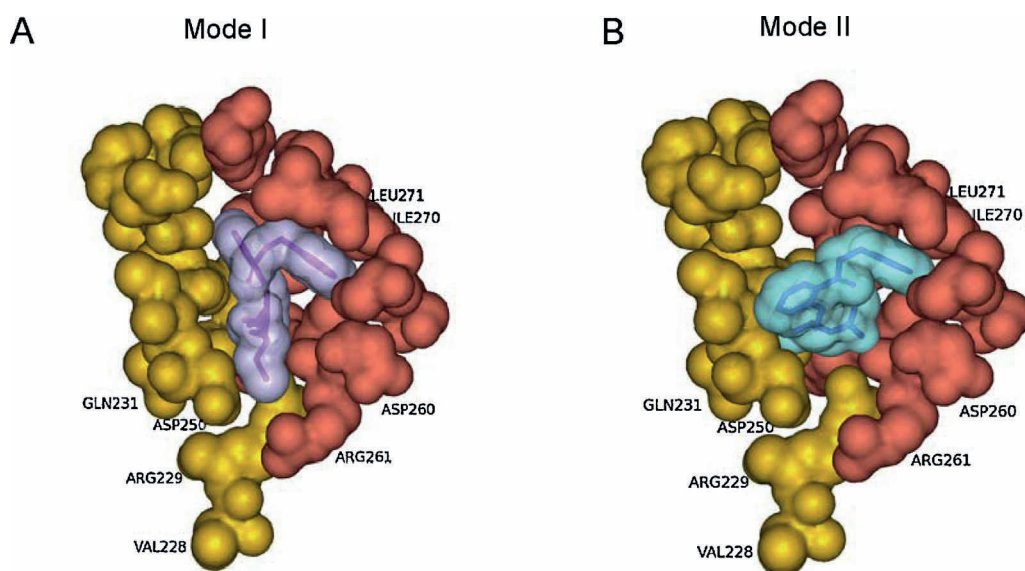 A
Mode I
B
Mode II
LEU271
ILE270
GLN231
ASP250
ASP260
ARG261
ARG229
VAL228
LEU271
ILE270
GLN231
ASP250
ASP260
ARG261
ARG229
VAL228